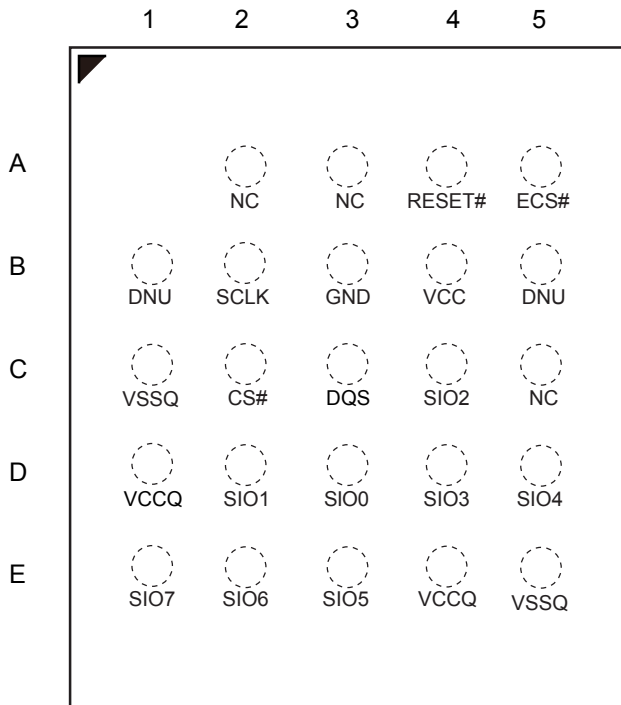 1 2 3 4 5
A
NC NC RESET# ECS#
B
DNU SCLK GND VCC DNU
C
VSSQ CS# DQS SIO2 NC
D
VCCQ SIO1 SIO0 SIO3 SIO4
E
SIO7 SIO6 SIO5 VCCQ VSSQ